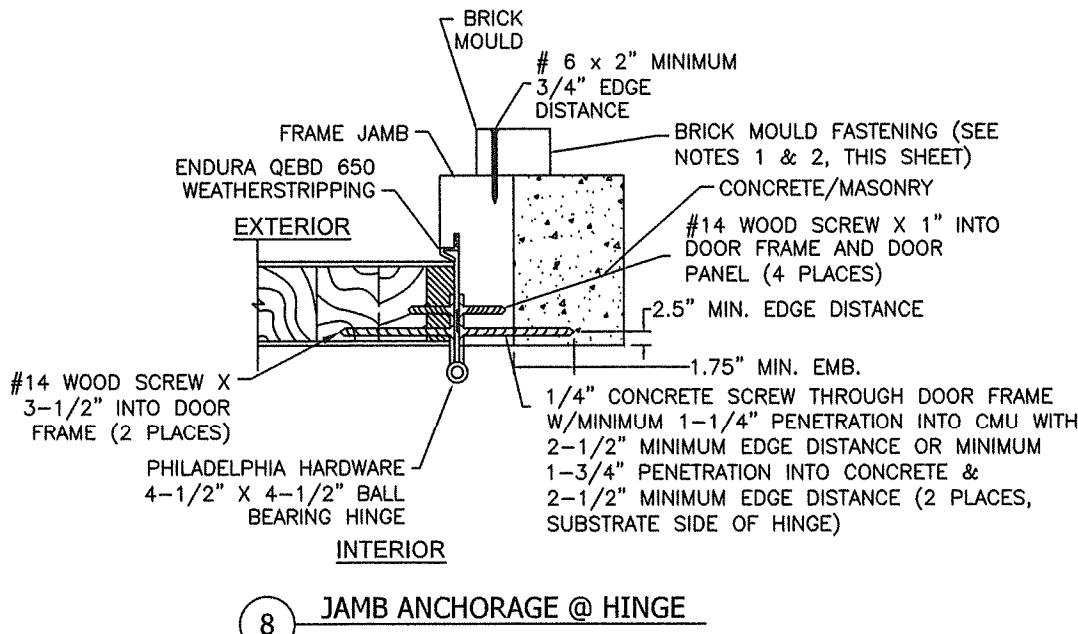 BRICK
MOULD
# 6 x 2" MINIMUM
3/4" EDGE
DISTANCE
FRAME JAMB
BRICK MOULD FASTENING (SEE
NOTES 1 & 2, THIS SHEET)
ENDURA QEBD 650
WEATHERSTRIPPING
CONCRETE/MASONRY
EXTERIOR
#14 WOOD SCREW X 1" INTO
DOOR FRAME AND DOOR
PANEL (4 PLACES)
2.5" MIN. EDGE DISTANCE
1.75" MIN. EMB.
#14 WOOD SCREW X
3-1/2" INTO DOOR
FRAME (2 PLACES)
1/4" CONCRETE SCREW THROUGH DOOR FRAME
W/MINIMUM 1-1/4" PENETRATION INTO CMU WITH
2-1/2" MINIMUM EDGE DISTANCE OR MINIMUM
1-3/4" PENETRATION INTO CONCRETE &
2-1/2" MINIMUM EDGE DISTANCE (2 PLACES,
SUBSTRATE SIDE OF HINGE)
PHILADELPHIA HARDWARE
4-1/2" X 4-1/2" BALL
BEARING HINGE
INTERIOR
8 JAMB ANCHORAGE @ HINGE